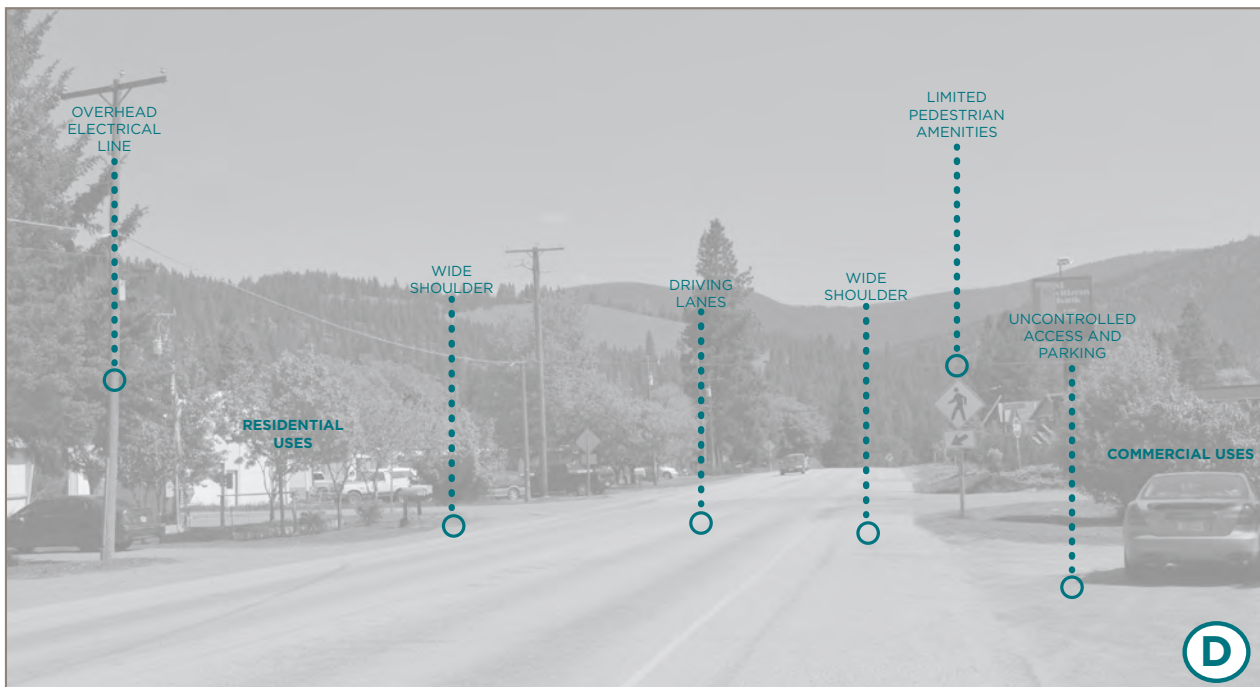 OVERHEAD
ELECTRICAL
LINE
WIDE
SHOULDER
DRIVING
LANES
WIDE
SHOULDER
LIMITED
PEDESTRIAN
AMENITIES
UNCONTROLLED
ACCESS AND
PARKING
RESIDENTIAL
USES
COMMERCIAL USES
D